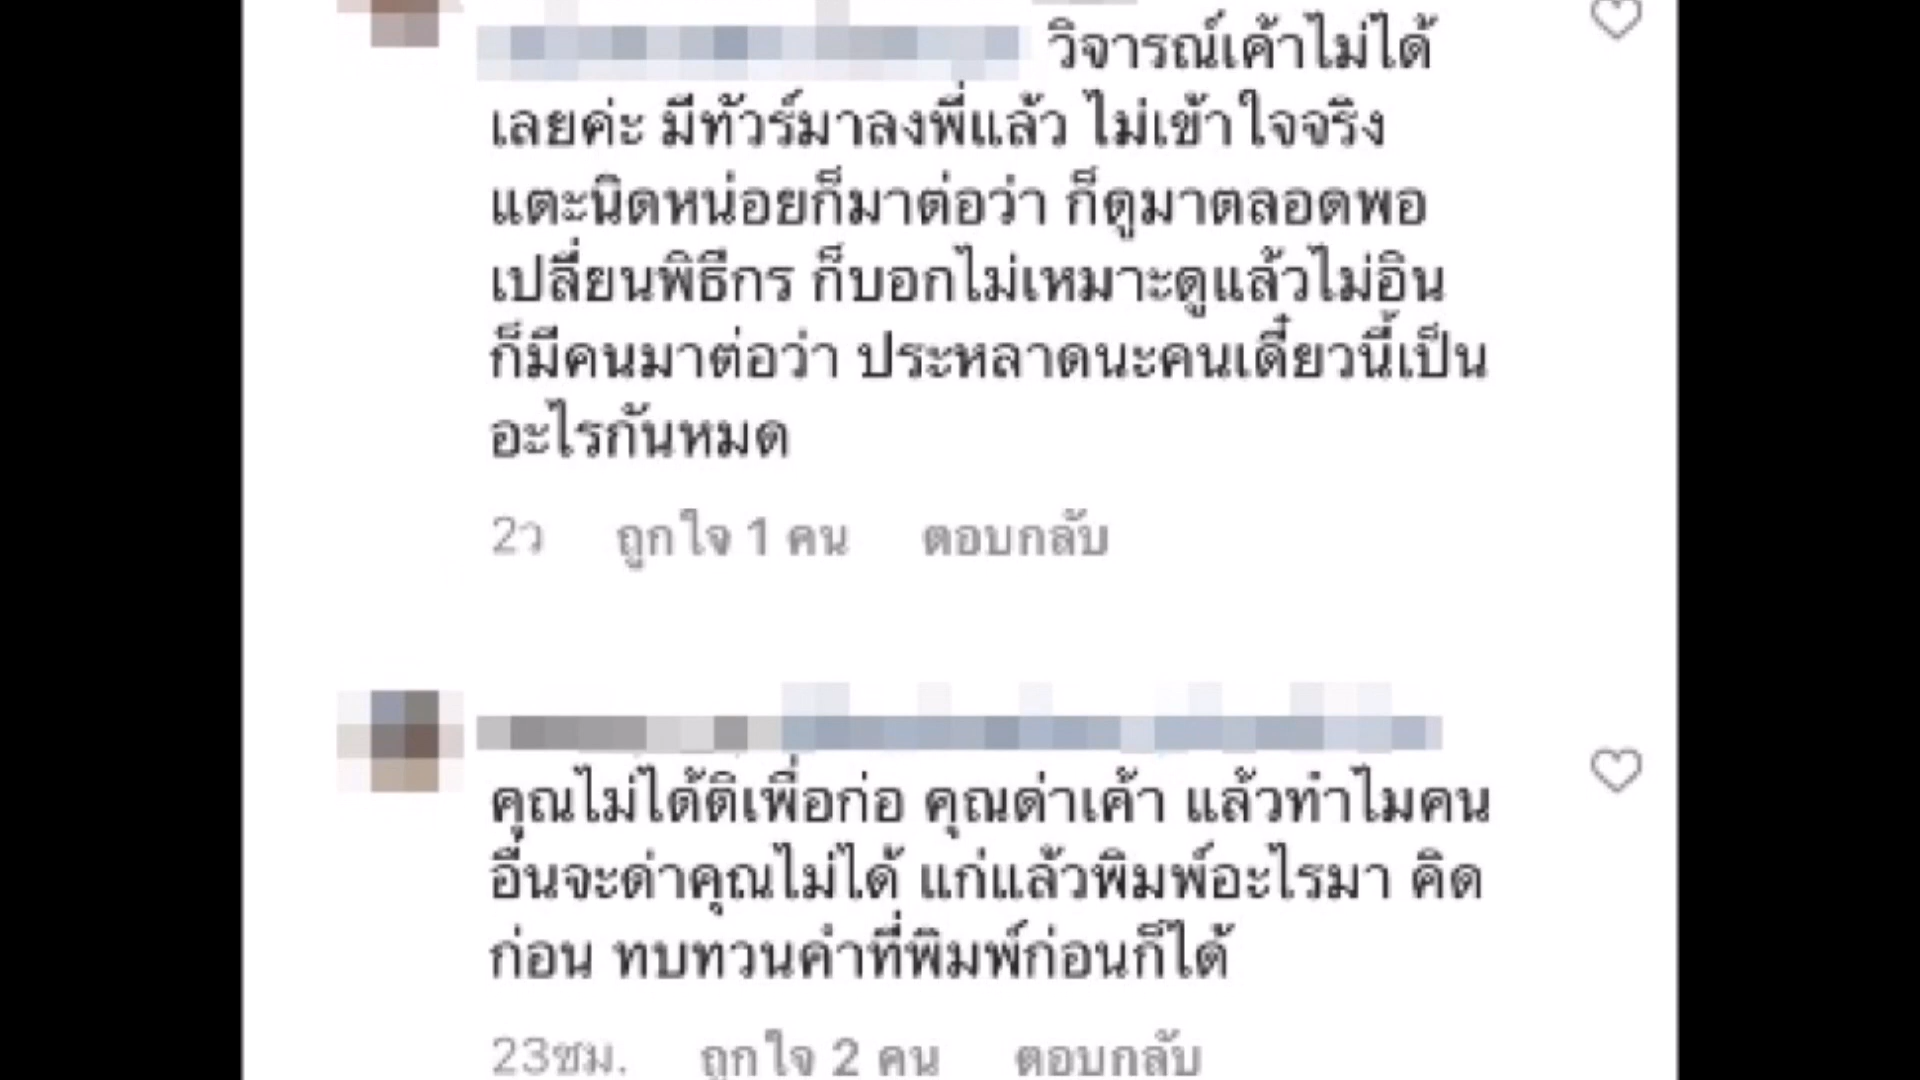 วิจารณ์เค้าไม่ได้
เลยค่ะ มีทัวร์มาลงพี่แล้ว ไม่เข้าใจจริง
แตะนิดหน่อยก็มาต่อว่า ก็ดูมาตลอดพอ
เปลี่ยนพิธีกร ก็บอกไม่เหมาะดูแล้วไม่อิน
ก็มีคนมาต่อว่า ประหลาดนะคนเดี๋ยวนี้เป็น
อะไรกันหมด
2ว ถูกใจ 1 คน ตอบกลับ
คุณไม่ได้ติเพื่อก่อ คุณด่าเค้า แล้วทำไมคน
อื่นจะด่าคุณไม่ได้ แก่แล้วพิมพ์อะไรมา คิด
ก่อน ทบทวนคำที่พิมพ์ก่อนก็ได้
23ชม. ถูกใจ 2 คน ตอบกลับ